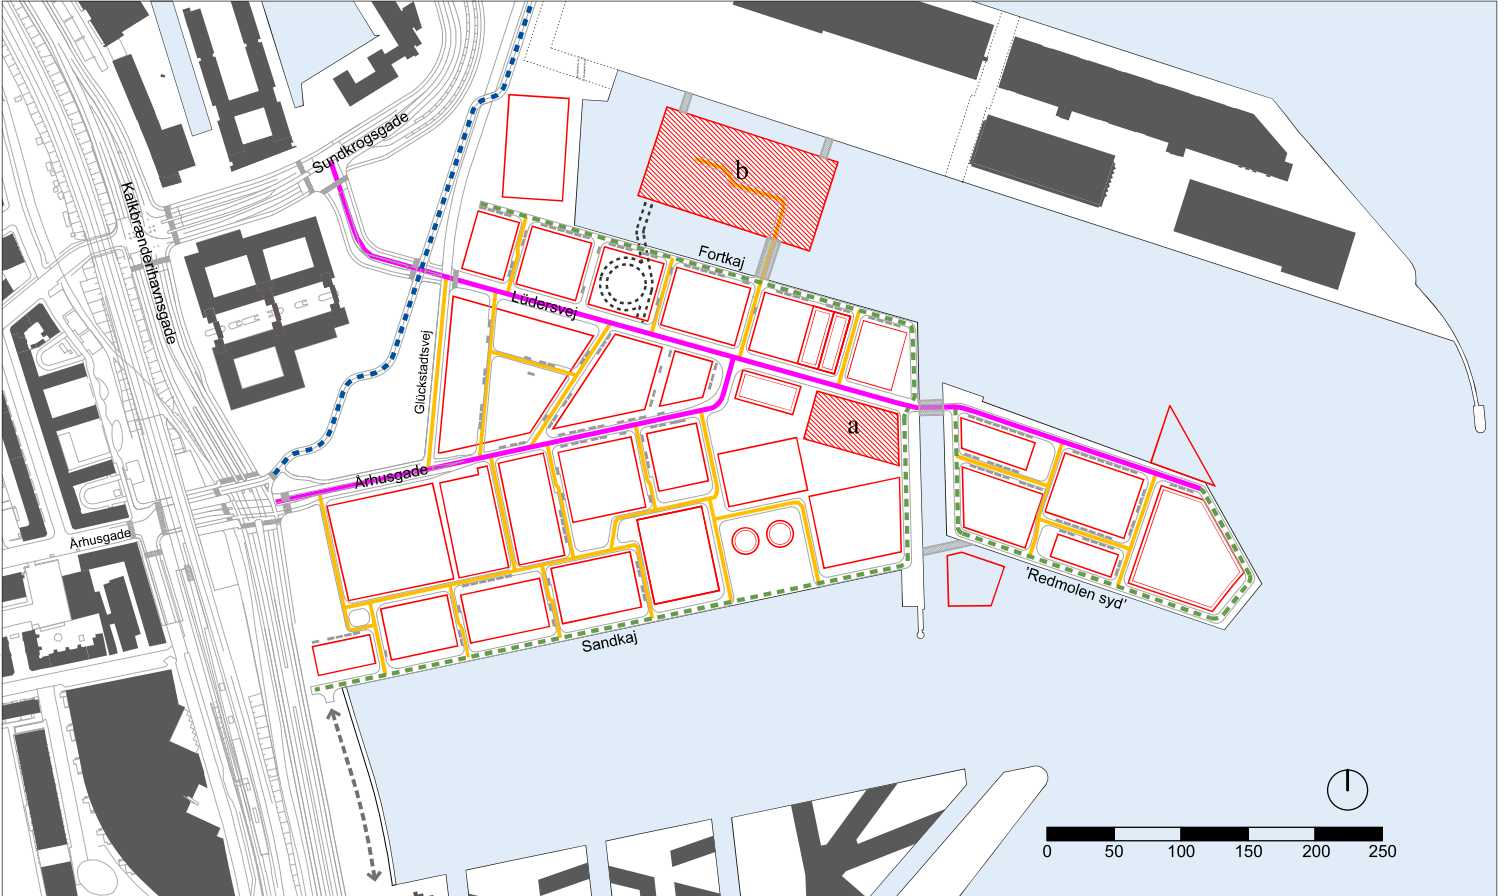 Sundkrogsgade
Kalkbrænderihavnsgade
b
Fortkaj
Lüdersvej
Glückstadtsvej
a
Århusgade
Århusgade
'Redmolen syd'
Sandkaj
0 50 100 150 200 250